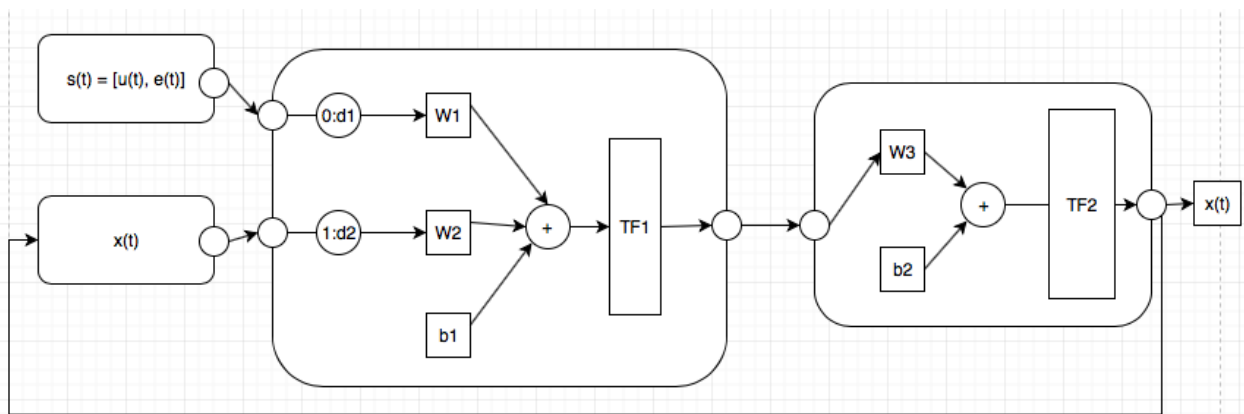 s(t) = [u(t), e(t)]
0:d1
W1
x(t)
1:d2
W2
+
TF1
b1
W3
+
TF2
x(t)
b2